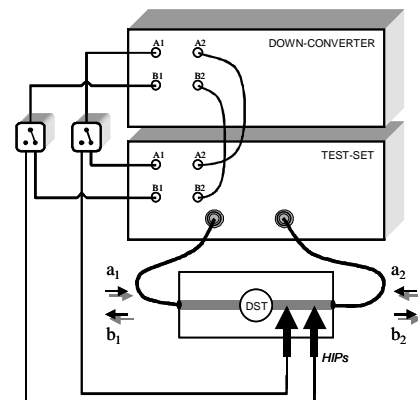 A1 A2 DOWN-CONVERTER
B1 B2
A1 A2 TEST-SET
B1 B2
a1 a2
DST
b1 b2
HIPs